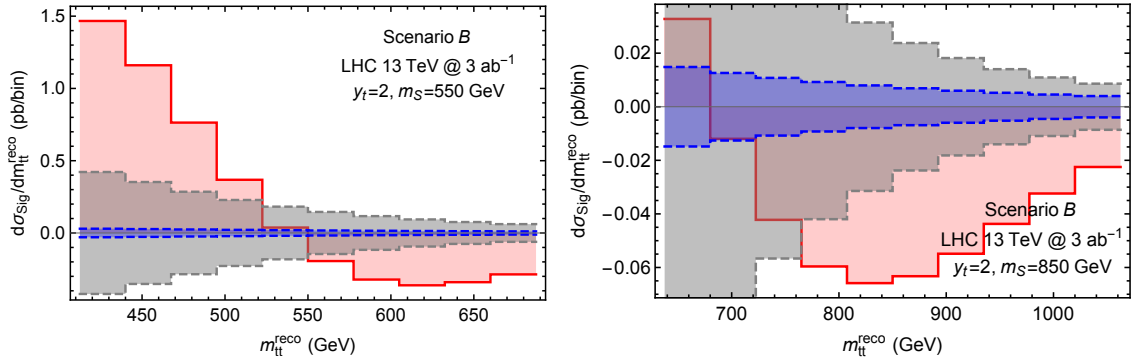 Scenario B
LHC 13 TeV @ 3 ab⁻¹
yₜ=2, m_S=550 GeV
dσ_Sig/dm_tt^reco (pb/bin)
1.5
1.0
0.5
0.0
450 500 550 600 650
m_tt^reco (GeV)
Scenario B
LHC 13 TeV @ 3 ab⁻¹
yₜ=2, m_S=850 GeV
dσ_Sig/dm_tt^reco (pb/bin)
0.02
0.00
−0.02
−0.04
−0.06
700 800 900 1000
m_tt^reco (GeV)